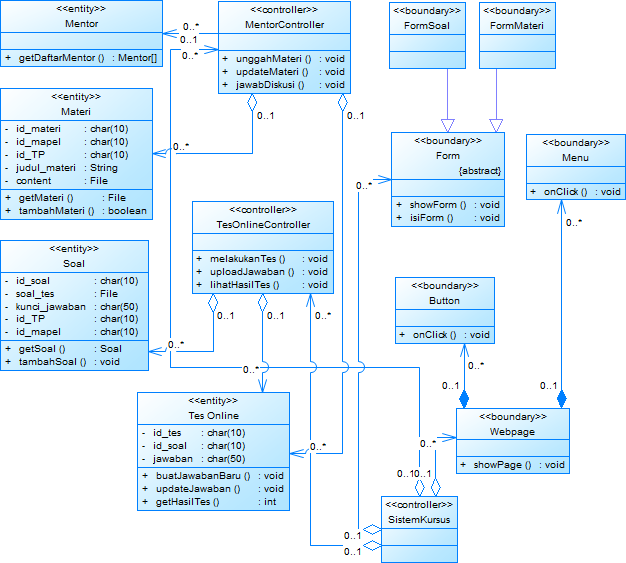 <<entity>>
Mentor
+ getDaftarMentor () : Mentor[]
<<controller>>
MentorController
+ unggahMateri () : void
+ updateMateri () : void
+ jawabDiskusi () : void
0..*
0..1
0..*
0..1
0..1
<<boundary>>
FormSoal
<<boundary>>
FormMateri
<<entity>>
Materi
- id_materi : char(10)
- id_mapel : char(10)
- id_TP : char(10)
- judul_materi : String
- content : File
+ getMateri () : File
+ tambahMateri () : boolean
0..*
<<boundary>>
Form
{abstract}
+ showForm () : void
+ isiForm () : void
0..*
<<boundary>>
Menu
+ onClick () : void
0..*
<<controller>>
TesOnlineController
+ melakukanTes () : void
+ uploadJawaban () : void
+ lihatHasilTes () : void
0..1
0..1
0..*
<<entity>>
Soal
- id_soal : char(10)
- soal_tes : File
- kunci_jawaban : char(50)
- id_TP : char(10)
- id_mapel : char(10)
+ getSoal () : Soal
+ tambahSoal () : void
0..*
<<boundary>>
Button
+ onClick () : void
0..*
0..*
0..1
0..1
<<entity>>
Tes Online
- id_tes : char(10)
- id_soal : char(10)
- jawaban : char(50)
+ buatJawabanBaru () : void
+ updateJawaban () : void
+ getHasilTes () : int
0..*
<<boundary>>
Webpage
+ showPage () : void
0..*
0..1
0..1
<<controller>>
SistemKursus
0..1
0..1